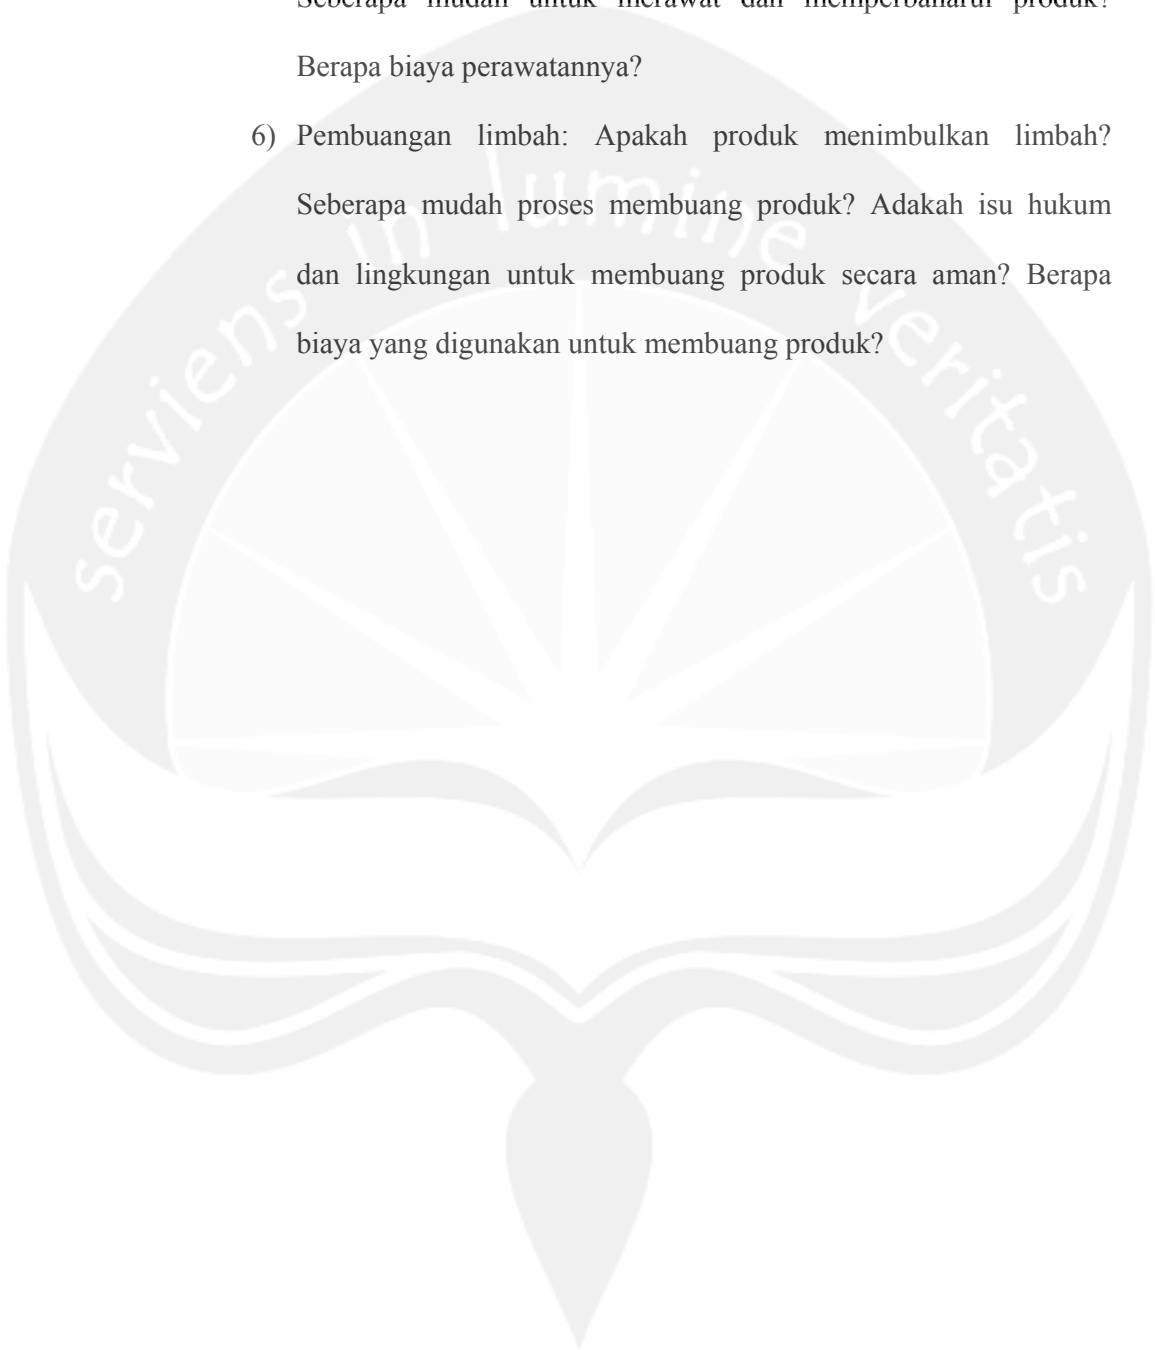 Seberapa mudah untuk merawat dan memperbaharui produk?
Berapa biaya perawatannya?
6) Pembuangan limbah: Apakah produk menimbulkan limbah?
Seberapa mudah proses membuang produk? Adakah isu hukum
dan lingkungan untuk membuang produk secara aman? Berapa
biaya yang digunakan untuk membuang produk?
serviens in lumine veritatis